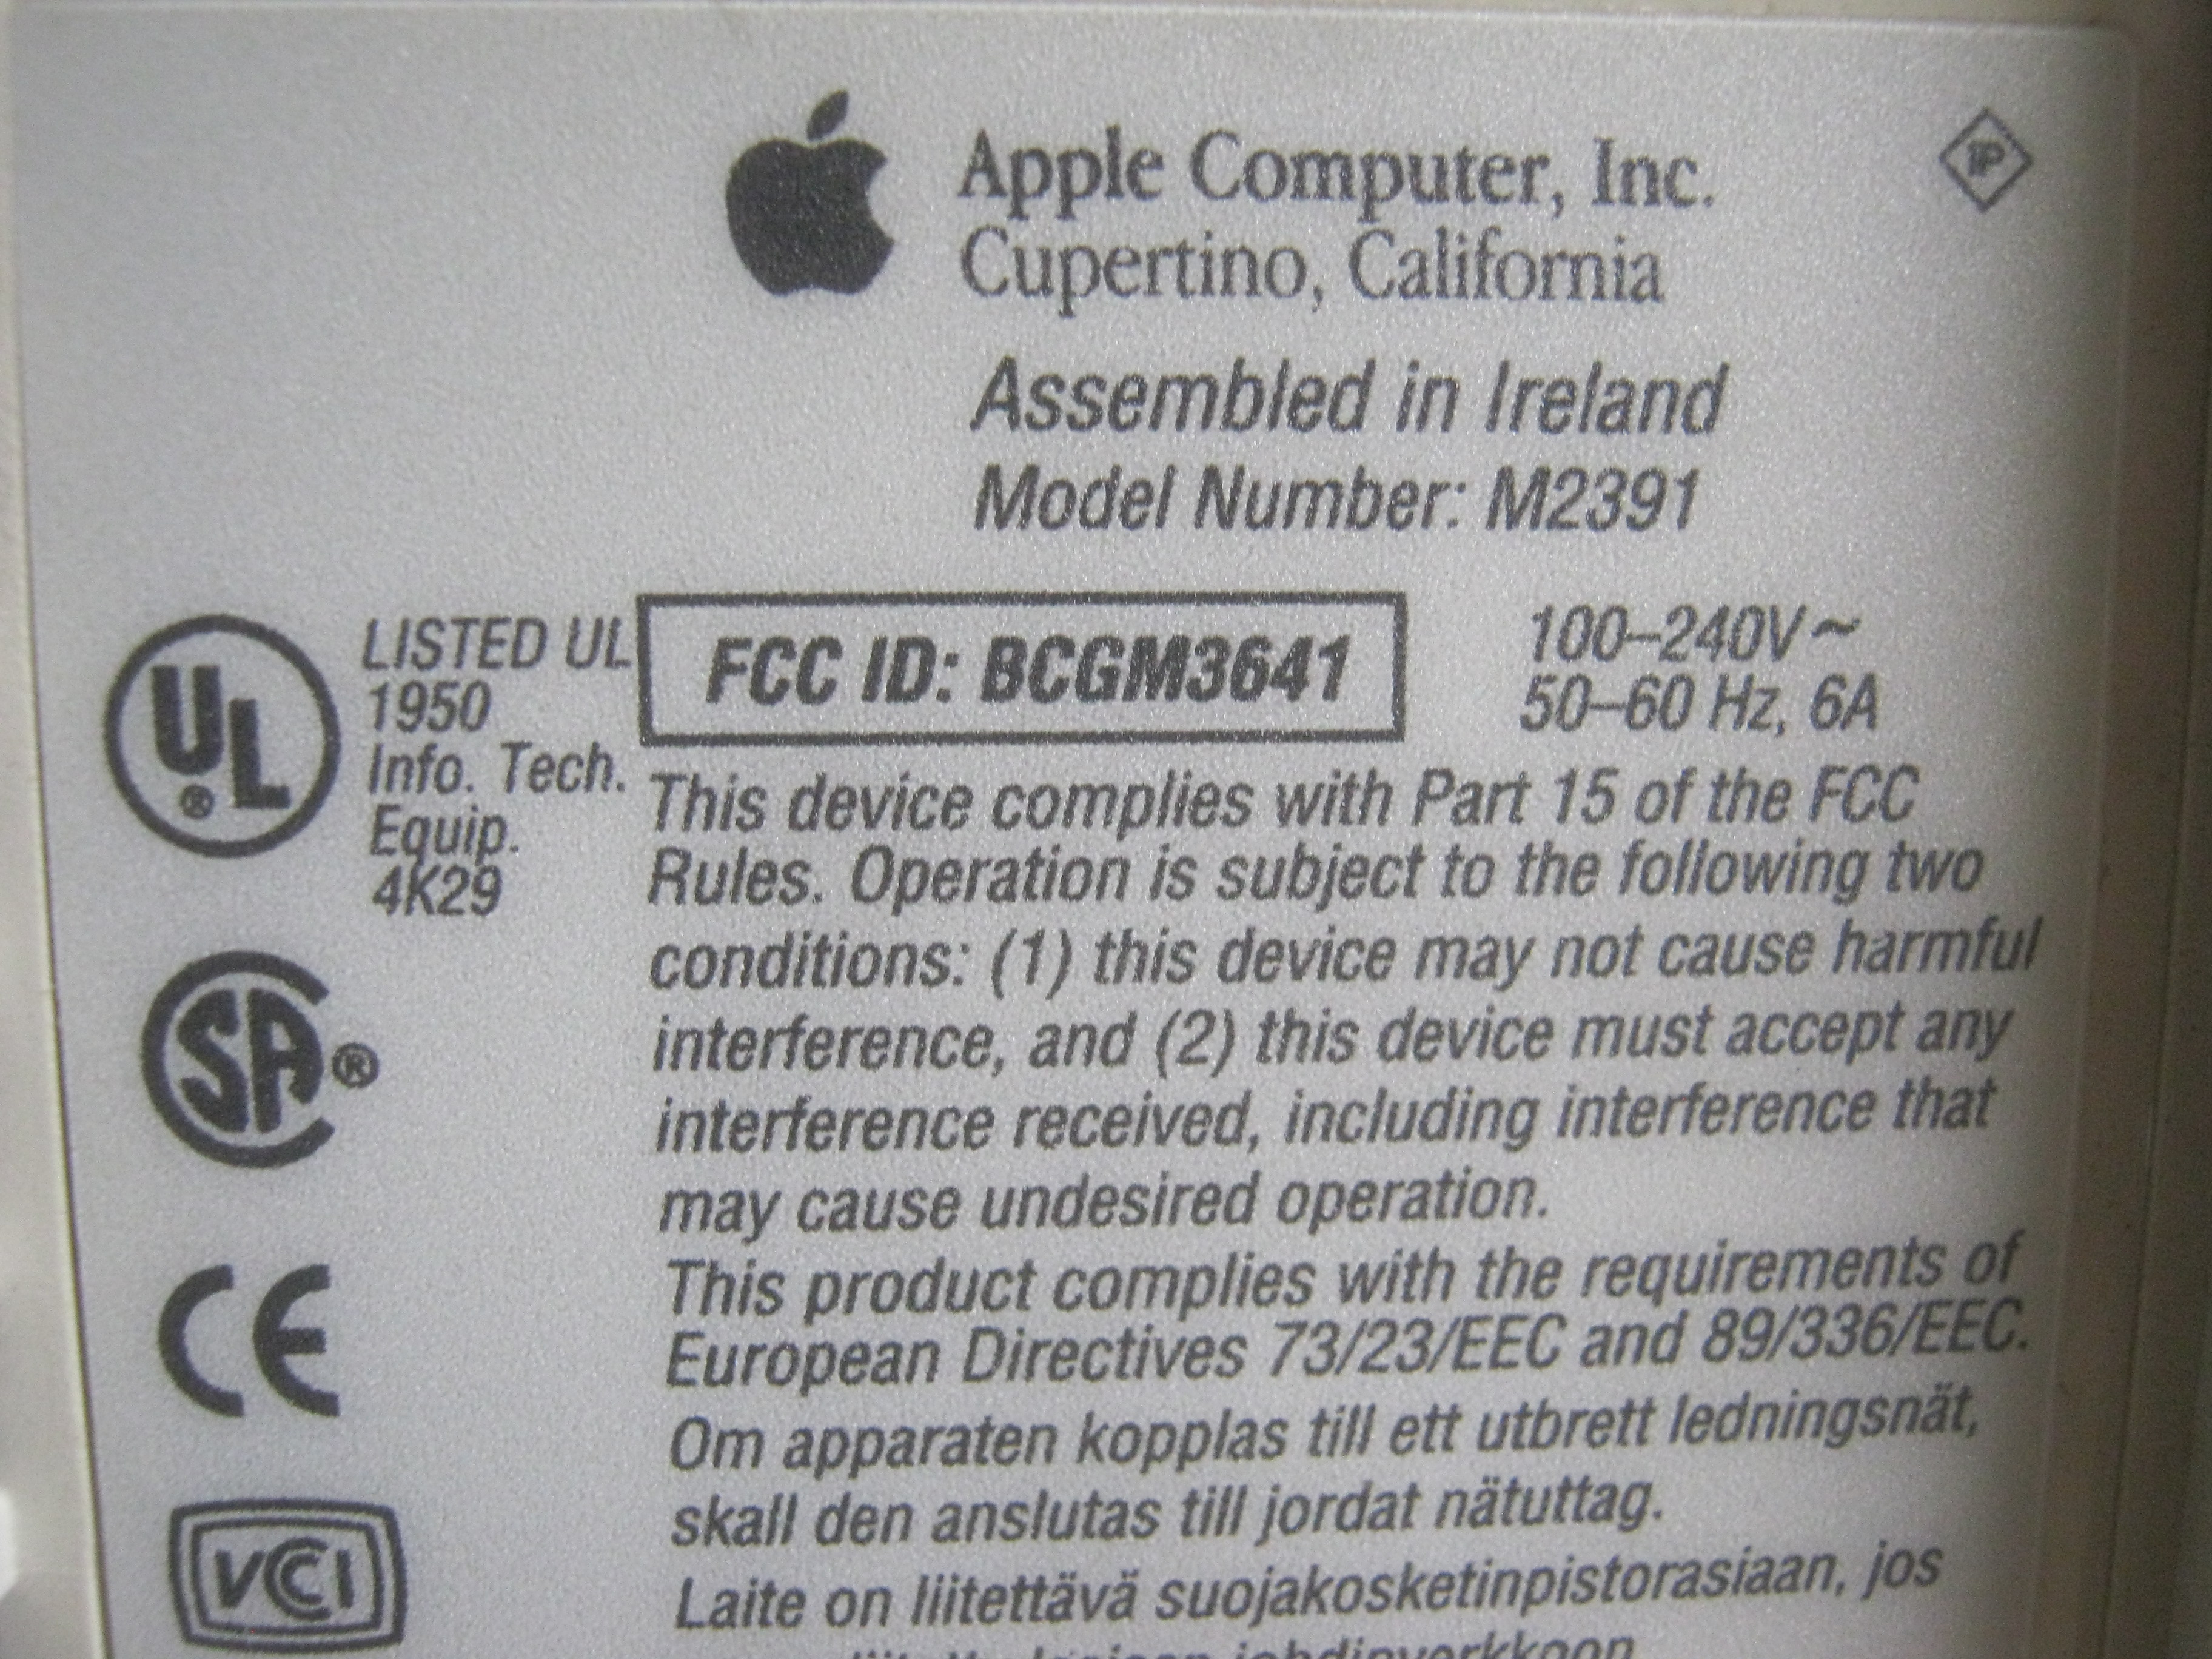 Apple Computer, Inc.
Cupertino, California
Assembled in Ireland
Model Number: M2391
UL
®
LISTED UL
1950
Info. Tech.
Equip.
4K29
FCC ID: BCGM3641
100–240V~
50–60 Hz, 6A
This device complies with Part 15 of the FCC
Rules. Operation is subject to the following two
conditions: (1) this device may not cause harmful
interference, and (2) this device must accept any
interference received, including interference that
may cause undesired operation.
This product complies with the requirements of
European Directives 73/23/EEC and 89/336/EEC.
Om apparaten kopplas till ett utbrett ledningsnät,
skall den anslutas till jordat nätuttag.
Laite on liitettävä suojakosketinpistorasiaan, jos
SA®
CE
VCCI